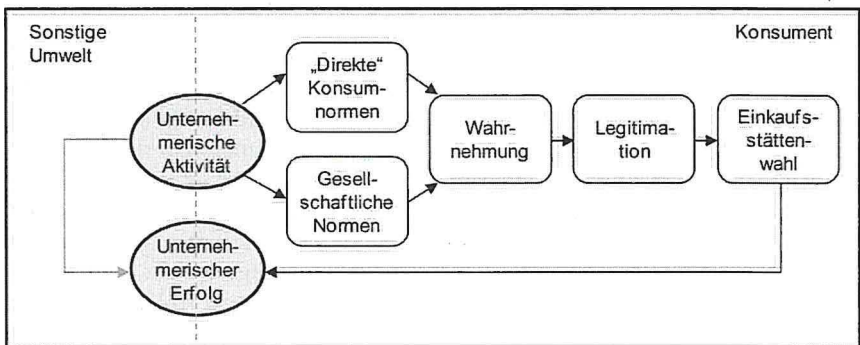 Sonstige
Umwelt
Konsument
„Direkte“
Konsum-
normen
Unterneh-
merische
Aktivität
Gesell-
schaftliche
Normen
Wahr-
nehmung
Legitima-
tion
Einkaufs-
stätten-
wahl
Unterneh-
merischer
Erfolg